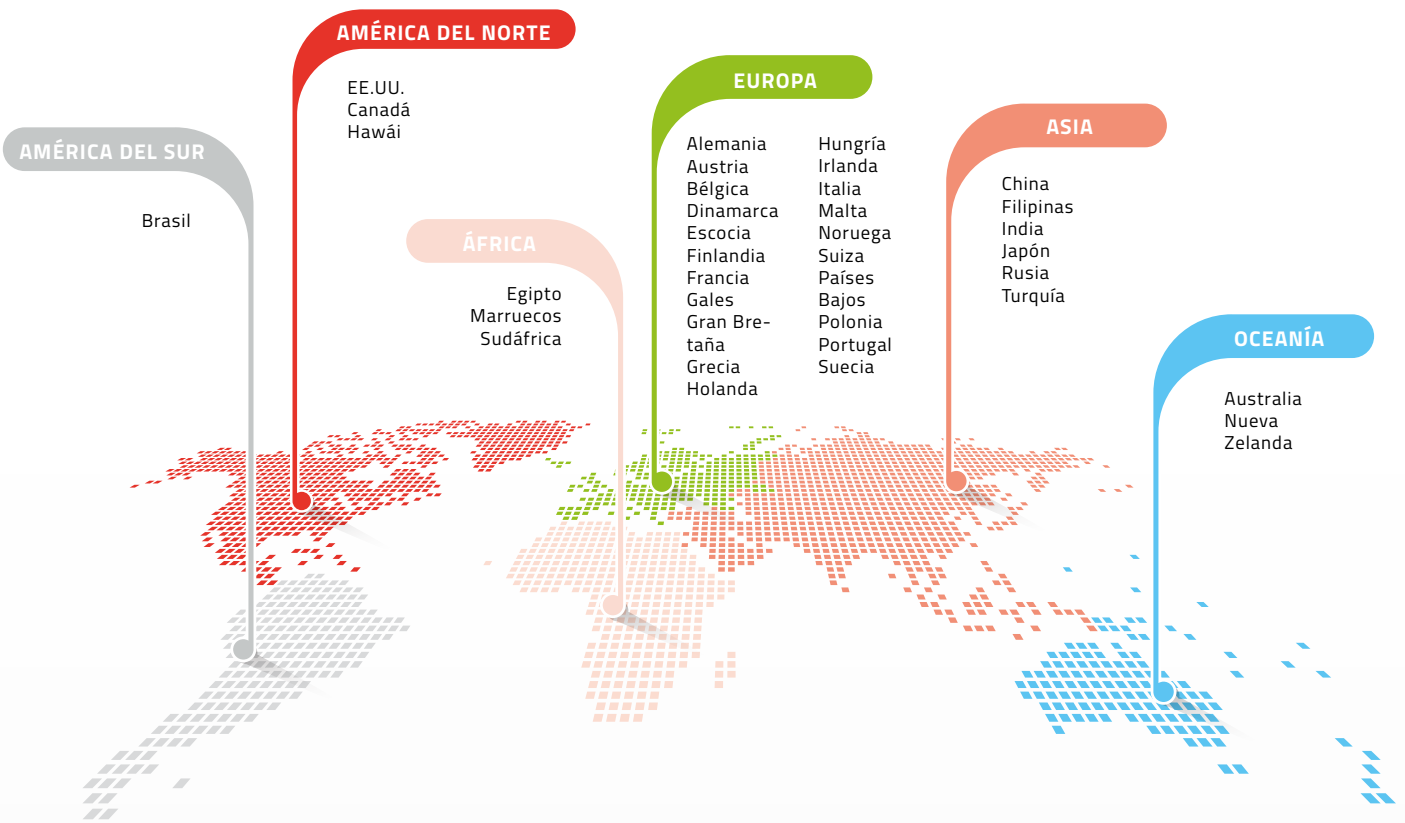 AMÉRICA DEL NORTE
EE.UU.
Canadá
Hawái
AMÉRICA DEL SUR
Brasil
ÁFRICA
Egipto
Marruecos
Sudáfrica
EUROPA
Alemania
Austria
Bélgica
Dinamarca
Escocia
Finlandia
Francia
Gales
Gran Bre-
taña
Grecia
Holanda
Hungría
Irlanda
Italia
Malta
Noruega
Suiza
Países
Bajos
Polonia
Portugal
Suecia
ASIA
China
Filipinas
India
Japón
Rusia
Turquía
OCEANÍA
Australia
Nueva
Zelanda